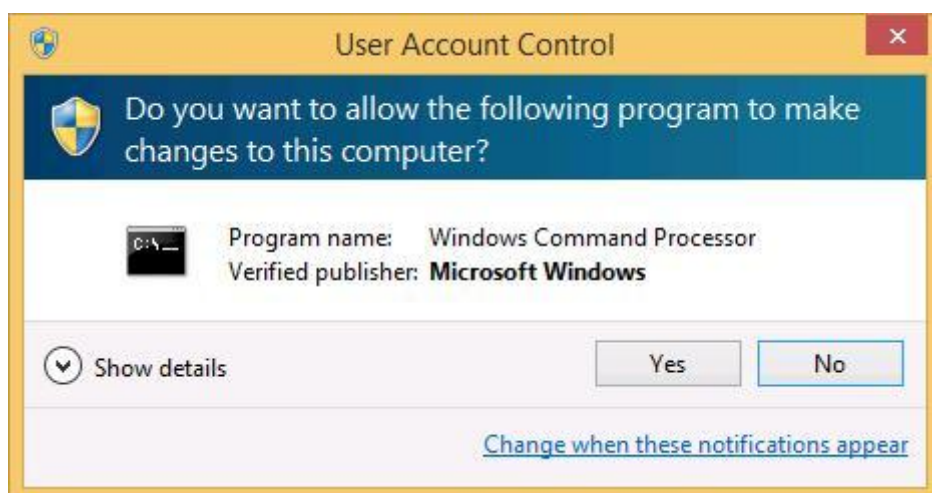 User Account Control
Do you want to allow the following program to make
changes to this computer?
C:\
Program name: Windows Command Processor
Verified publisher: Microsoft Windows
Show details
Yes No
Change when these notifications appear